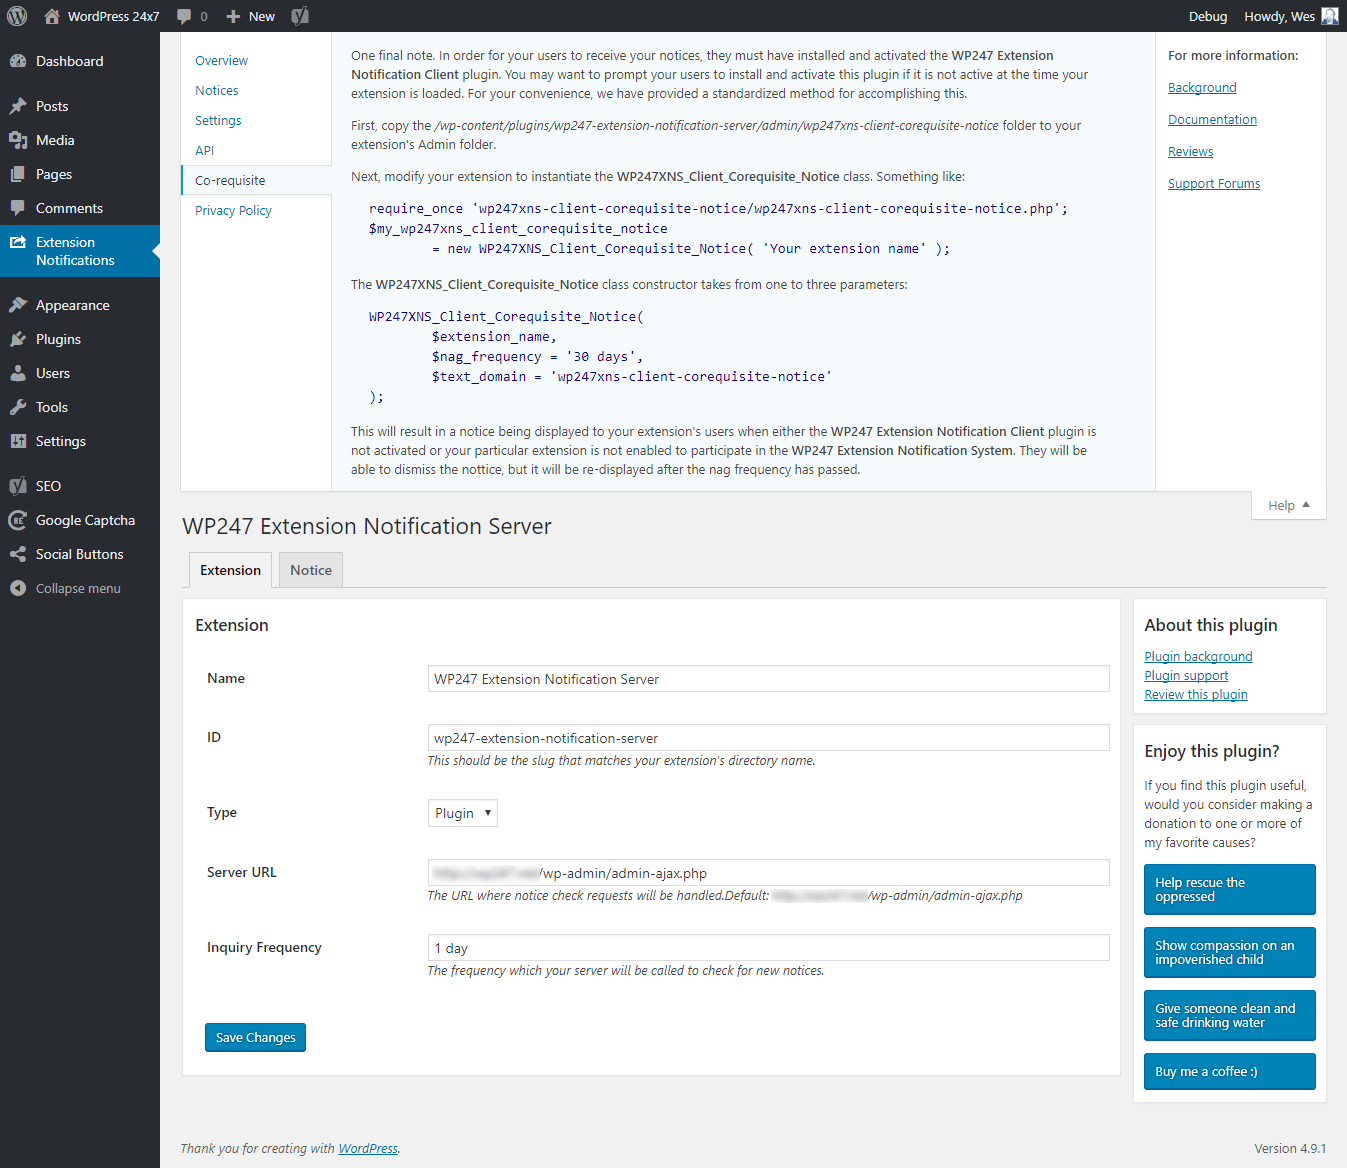 WordPress 24x7 0 New Debug Howdy, Wes
Dashboard
Posts
Media
Pages
Comments
Extension
Notifications
Appearance
Plugins
Users
Tools
Settings
SEO
Google Captcha
Social Buttons
Collapse menu
Overview
Notices
Settings
API
Co-requisite
Privacy Policy
One final note. In order for your users to receive your notices, they must have installed and activated the WP247 Extension
Notification Client plugin. You may want to prompt your users to install and activate this plugin if it is not active at the time your
extension is loaded. For your convenience, we have provided a standardized method for accomplishing this.
First, copy the /wp-content/plugins/wp247-extension-notification-server/admin/wp247xns-client-corequisite-notice folder to your
extension's Admin folder.
Next, modify your extension to instantiate the WP247XNS_Client_Corequisite_Notice class. Something like:
require_once 'wp247xns-client-corequisite-notice/wp247xns-client-corequisite-notice.php';
$my_wp247xns_client_corequisite_notice
= new WP247XNS_Client_Corequisite_Notice( 'Your extension name' );
The WP247XNS_Client_Corequisite_Notice class constructor takes from one to three parameters:
WP247XNS_Client_Corequisite_Notice(
$extension_name,
$nag_frequency = '30 days',
$text_domain = 'wp247xns-client-corequisite-notice'
);
This will result in a notice being displayed to your extension's users when either the WP247 Extension Notification Client plugin is
not activated or your particular extension is not enabled to participate in the WP247 Extension Notification System. They will be
able to dismiss the nottice, but it will be re-displayed after the nag frequency has passed.
For more information:
Background
Documentation
Reviews
Support Forums
Help
WP247 Extension Notification Server
Extension Notice
Extension
Name WP247 Extension Notification Server
ID wp247-extension-notification-server
This should be the slug that matches your extension's directory name.
Type Plugin
Server URL /wp-admin/admin-ajax.php
The URL where notice check requests will be handled.Default: /wp-admin/admin-ajax.php
Inquiry Frequency 1 day
The frequency which your server will be called to check for new notices.
Save Changes
About this plugin
Plugin background
Plugin support
Review this plugin
Enjoy this plugin?
If you find this plugin useful,
would you consider making a
donation to one or more of
my favorite causes?
Help rescue the
oppressed
Show compassion on an
impoverished child
Give someone clean and
safe drinking water
Buy me a coffee :)
Thank you for creating with WordPress. Version 4.9.1